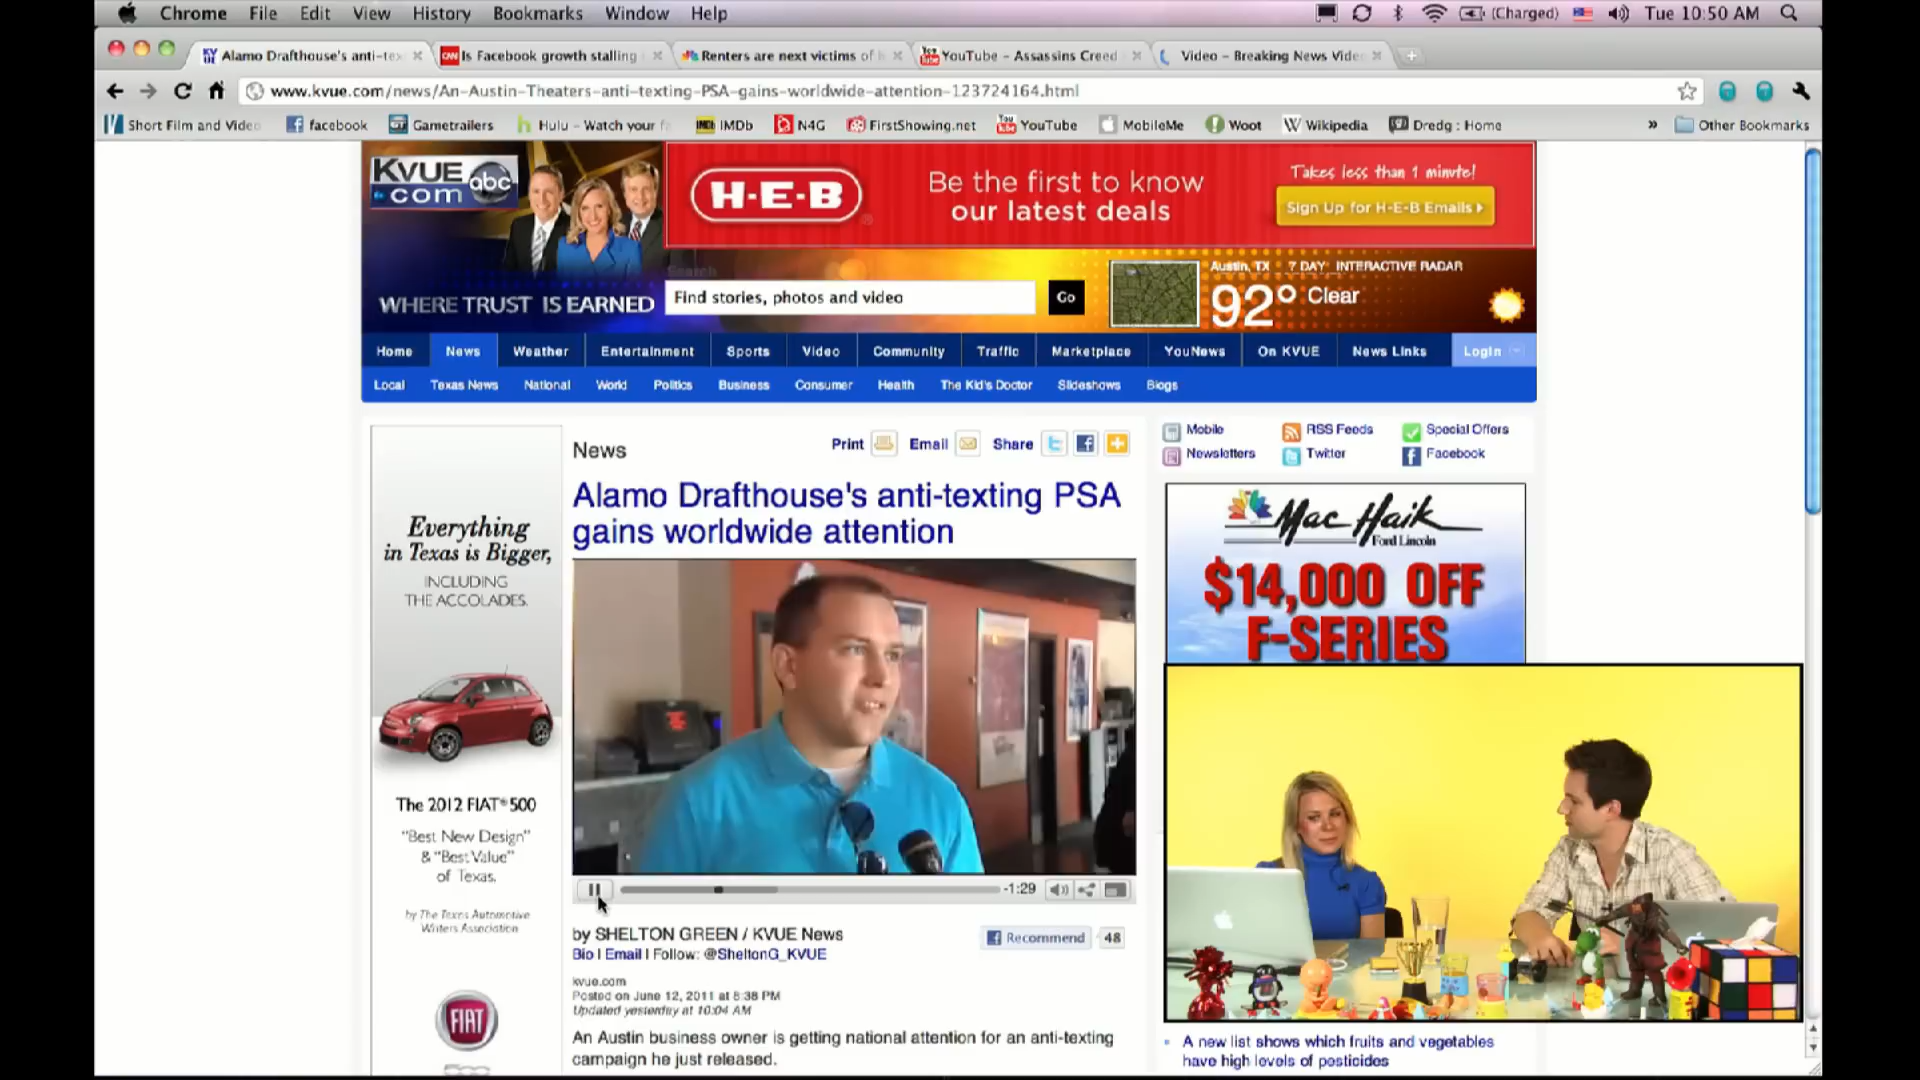 Chrome File Edit View History Bookmarks Window Help (Charged) Tue 10:50 AM
Alamo Drafthouse's anti-tex Is Facebook growth stalling Renters are next victims of YouTube - Assassins Creed Video – Breaking News Vide
www.kvue.com/news/An-Austin-Theaters-anti-texting-PSA-gains-worldwide-attention-123724164.html
Short Film and Video facebook Gametrailers Hulu - Watch your IMDb N4G FirstShowing.net YouTube MobileMe Woot Wikipedia Dredg : Home » Other Bookmarks
KVUE
com abc
WHERE TRUST IS EARNED
H-E-B
Be the first to know
our latest deals
Takes less than 1 minute!
Sign Up for H-E-B Emails
Search
Find stories, photos and video
Go
Austin, TX 7 DAY INTERACTIVE RADAR
92° Clear
Home News Weather Entertainment Sports Video Community Traffic Marketplace YouNews On KVUE News Links Login
Local Texas News National World Politics Business Consumer Health The Kid's Doctor Slideshows Blogs
Everything
in Texas is Bigger,
INCLUDING
THE ACCOLADES.
The 2012 FIAT® 500
"Best New Design"
& "Best Value"
of Texas.
by The Texas Automotive
Writers Association
FIAT
News
Print Email Share
Alamo Drafthouse's anti-texting PSA
gains worldwide attention
-1:29
by SHELTON GREEN / KVUE News
Bio | Email | Follow: @SheltonG_KVUE
Recommend 48
kvue.com
Posted on June 12, 2011 at 8:38 PM
Updated yesterday at 10:04 AM
An Austin business owner is getting national attention for an anti-texting
campaign he just released.
Mobile RSS Feeds Special Offers
Newsletters Twitter Facebook
Mac Haik
Ford Lincoln
$14,000 OFF
F-SERIES
A new list shows which fruits and vegetables
have high levels of pesticides